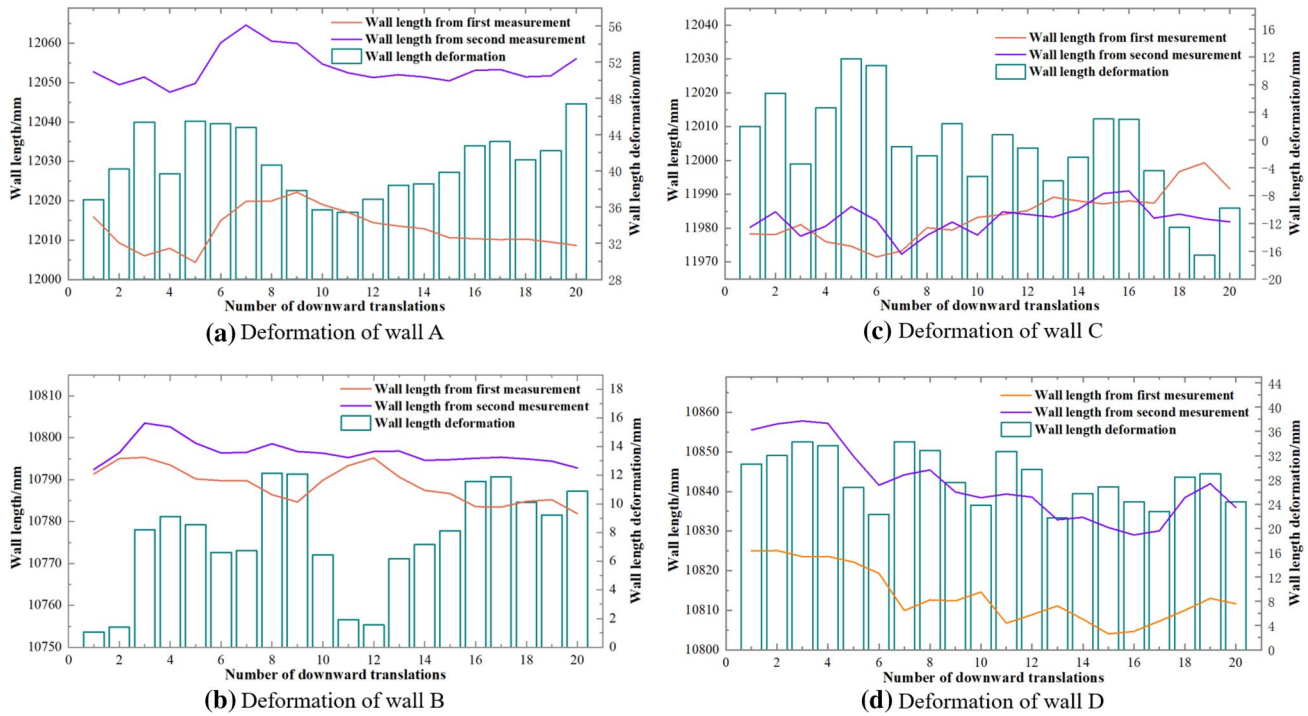 Wall length from first measurement
Wall length from second measurement
Wall length deformation
Wall length/mm
12060
12050
12040
12030
12020
12010
12000
56
52
48
44
40
36
32
28
Wall length deformation/mm
0 2 4 6 8 10 12 14 16 18 20
Number of downward translations
(a) Deformation of wall A
Wall length from first mesurement
Wall length from second mesurement
Wall length deformation
Wall length/mm
12040
12030
12020
12010
12000
11990
11980
11970
16
12
8
4
0
−4
−8
−12
−16
−20
Wall length deformation/mm
0 2 4 6 8 10 12 14 16 18 20
Number of downward translations
(c) Deformation of wall C
Wall length from first measurement
Wall length from second mesurement
Wall length deformation
Wall length/mm
10810
10800
10790
10780
10770
10760
10750
18
16
14
12
10
8
6
4
2
0
Wall length deformation/mm
0 2 4 6 8 10 12 14 16 18 20
Number of downward translations
(b) Deformation of wall B
Wall length from first mesurement
Wall length from second mesurement
Wall length deformation
Wall length/mm
10860
10850
10840
10830
10820
10810
10800
44
40
36
32
28
24
20
16
12
8
4
0
Wall length deformation/mm
0 2 4 6 8 10 12 14 16 18 20
Number of downward translations
(d) Deformation of wall D